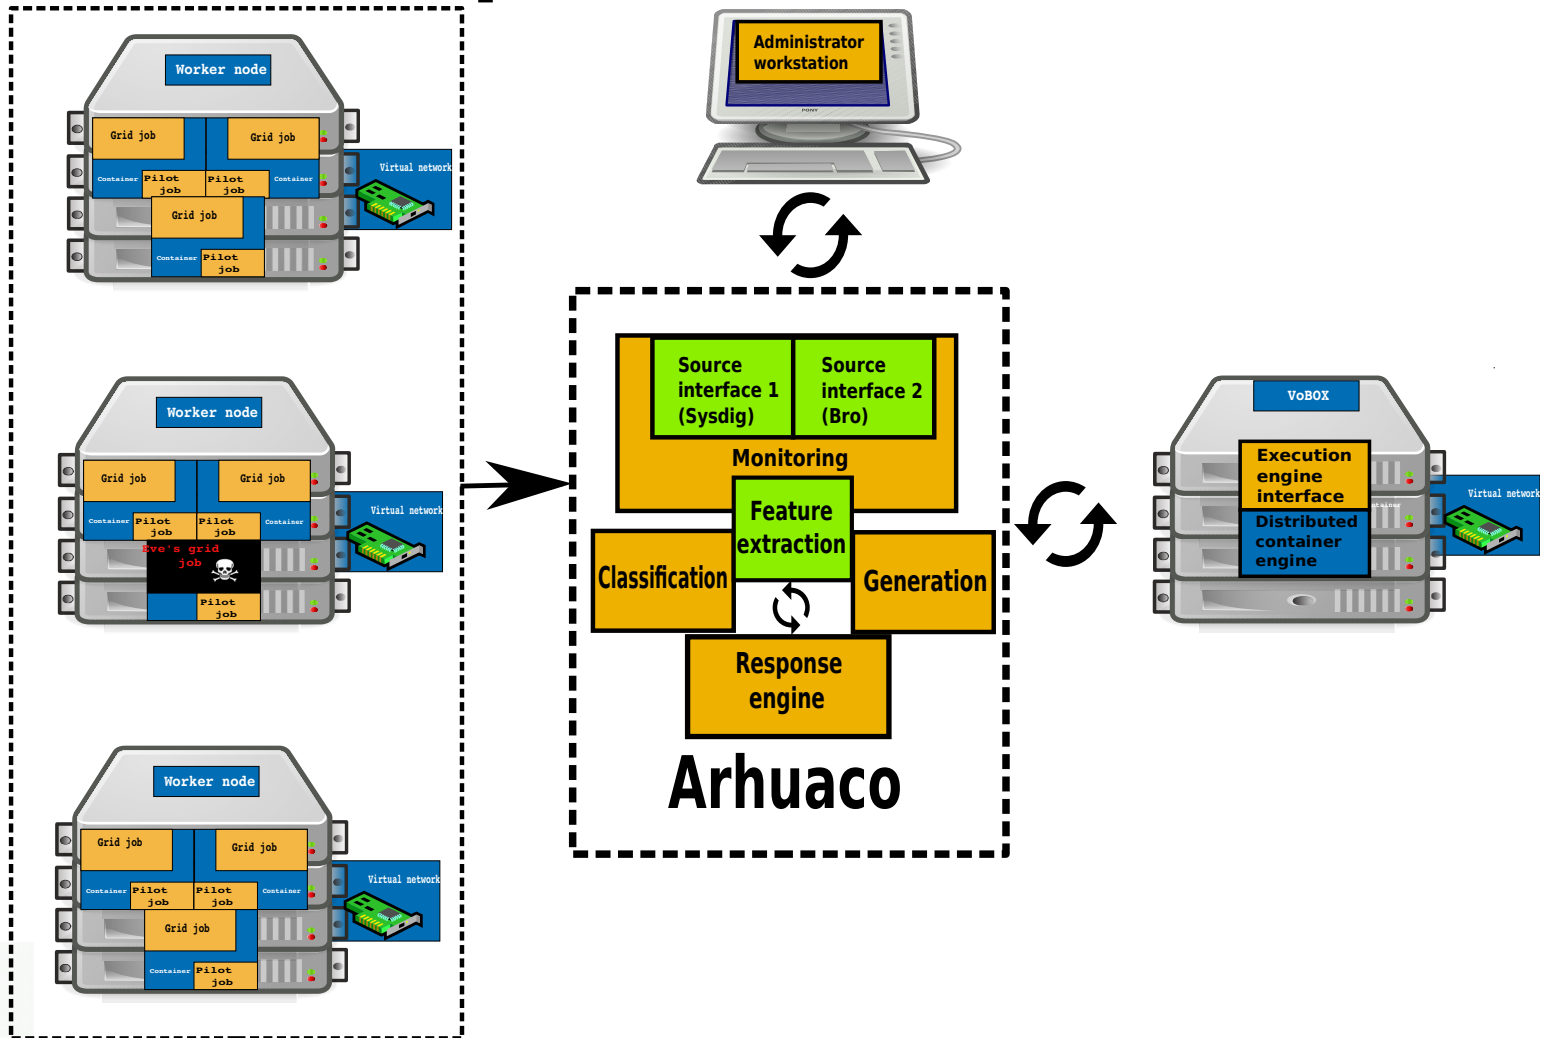 Worker node
Grid job
Grid job
Virtual network
Container
Pilot
job
Pilot
job
Container
Grid job
Container
Pilot
job
Worker node
Grid job
Grid job
Virtual network
Container
Pilot
job
Pilot
job
Container
Eve's grid
job
Pilot
job
Worker node
Grid job
Grid job
Virtual network
Container
Pilot
job
Pilot
job
Container
Grid job
Container
Pilot
job
Administrator
workstation
PONY
Source
interface 1
(Sysdig)
Source
interface 2
(Bro)
Monitoring
Feature
extraction
Classification
Generation
Response
engine
Arhuaco
VoBOX
Execution
engine
interface
Distributed
container
engine
Virtual network